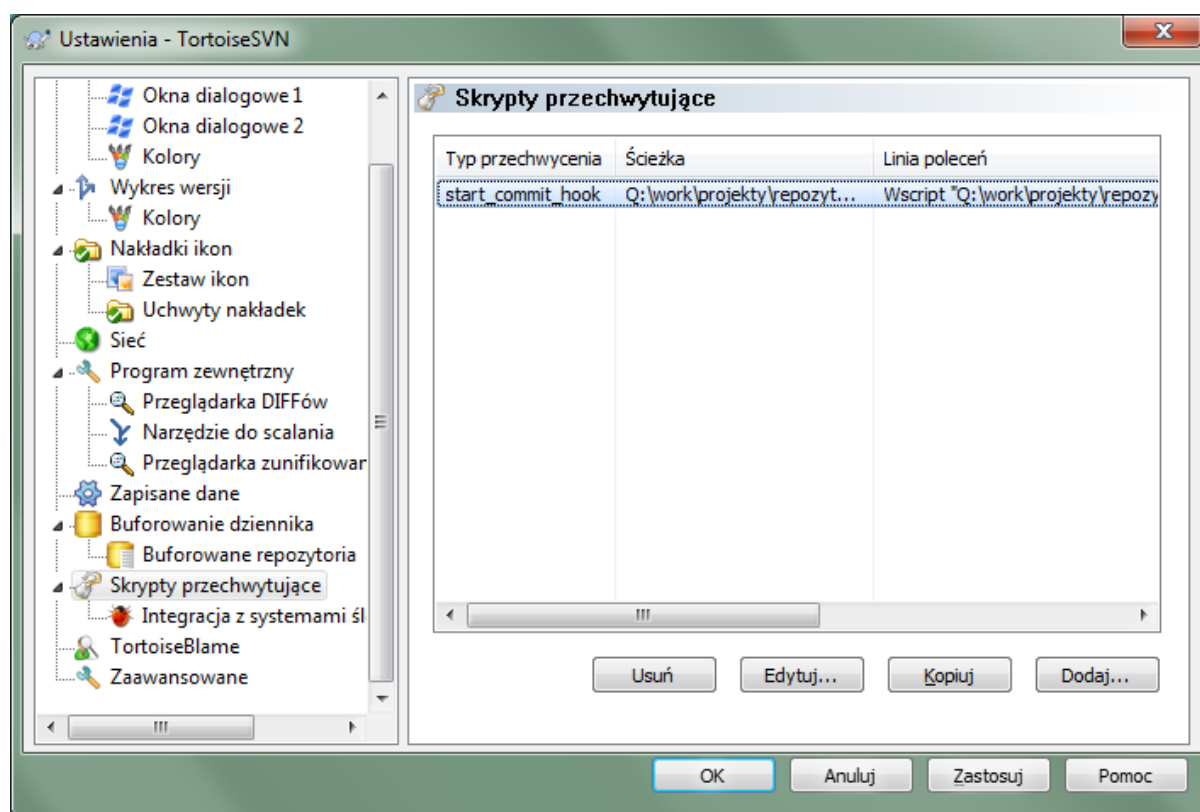 Ustawienia - TortoiseSVN
Okna dialogowe 1
Okna dialogowe 2
Kolory
Wykres wersji
Kolory
Nakładki ikon
Zestaw ikon
Uchwyty nakładek
Sieć
Program zewnętrzny
Przeglądarka DIFFów
Narzędzie do scalania
Przeglądarka zunifikowan
Zapisane dane
Buforowanie dziennika
Buforowane repozytoria
Skrypty przechwytujące
Integracja z systemami śl
TortoiseBlame
Zaawansowane
Skrypty przechwytujące
Typ przechwycenia Ścieżka Linia poleceń
start_commit_hook Q:\work\projekty\repozyt... Wscript "Q:\work\projekty\repozy
Usuń Edytuj... Kopiuj Dodaj...
OK Anuluj Zastosuj Pomoc